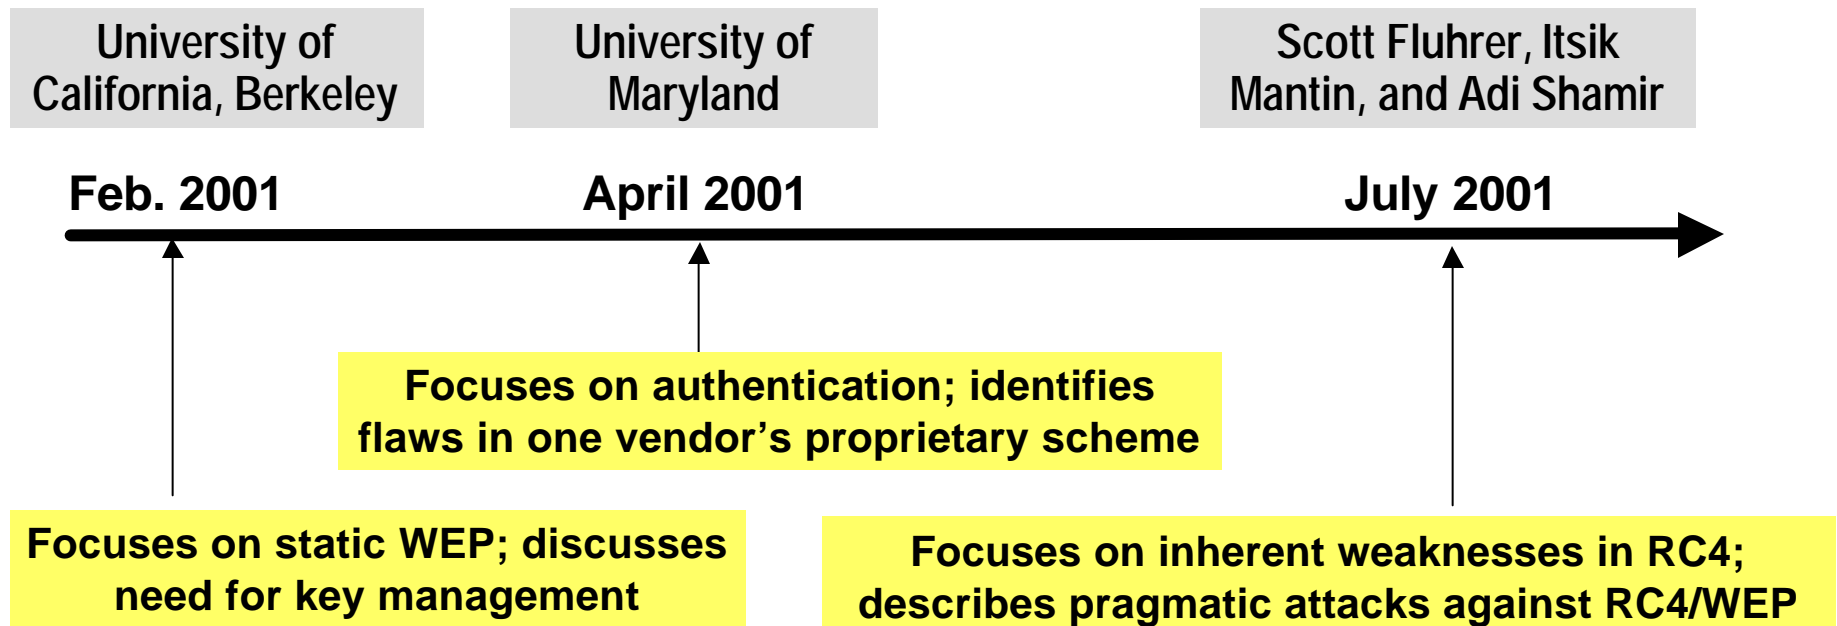 University of
California, Berkeley
University of
Maryland
Scott Fluhrer, Itsik
Mantin, and Adi Shamir
Feb. 2001
April 2001
July 2001
Focuses on authentication; identifies
flaws in one vendor’s proprietary scheme
Focuses on static WEP; discusses
need for key management
Focuses on inherent weaknesses in RC4;
describes pragmatic attacks against RC4/WEP